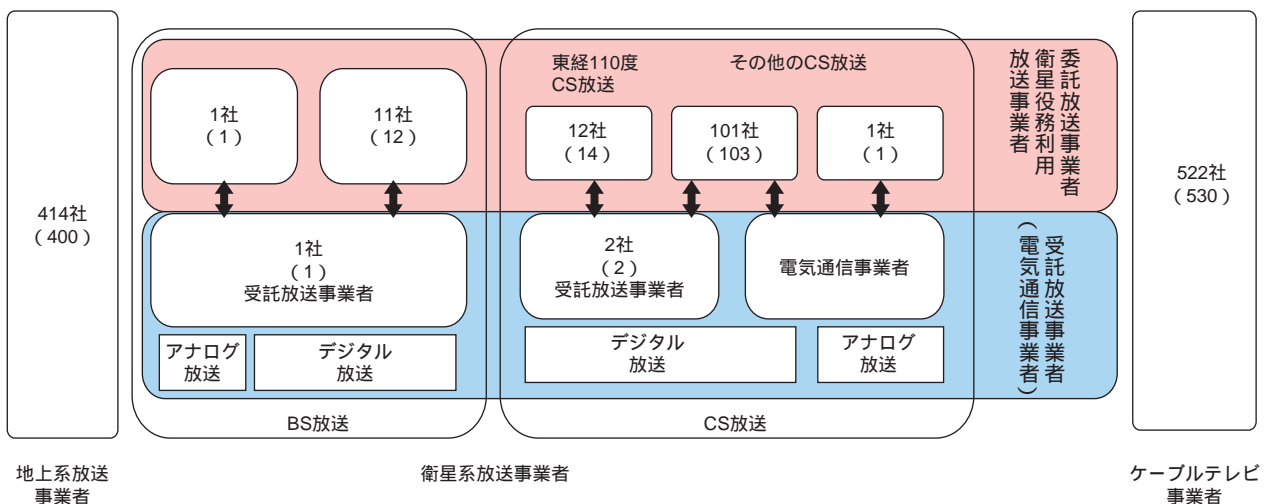 414社
（400）
地上系放送
事業者
1社
（1）
11社
（12）
東経110度
CS放送
その他のCS放送
12社
（14）
101社
（103）
1社
（1）
委託放送事業者
衛星役務利用
放送事業者
1社
（1）
受託放送事業者
2社
（2）
受託放送事業者
電気通信事業者
受託放送事業者
（電気通信事業者）
アナログ
放送
デジタル
放送
デジタル
放送
アナログ
放送
BS放送
CS放送
衛星系放送事業者
522社
（530）
ケーブルテレビ
事業者